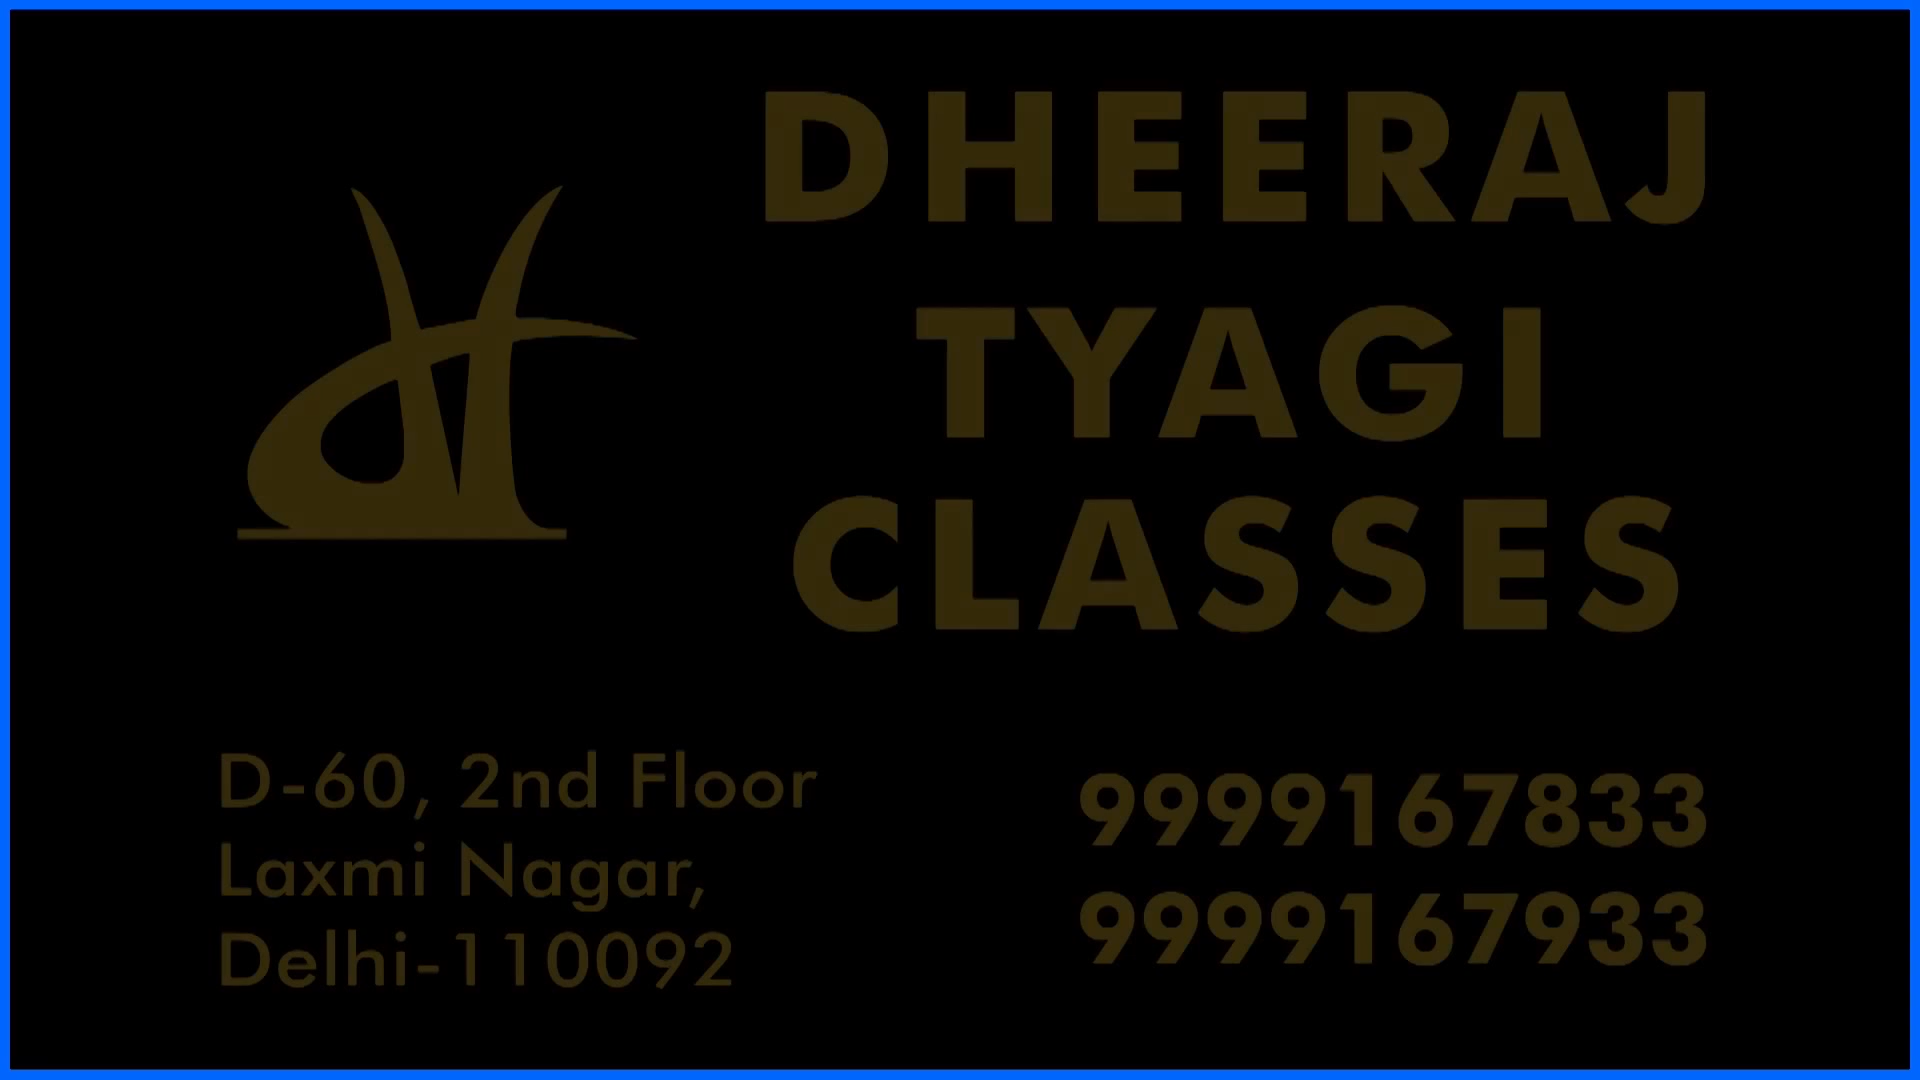 DHEERAJ
TYAGI
CLASSES
D-60, 2nd Floor
Laxmi Nagar,
Delhi-110092
9999167833
9999167933